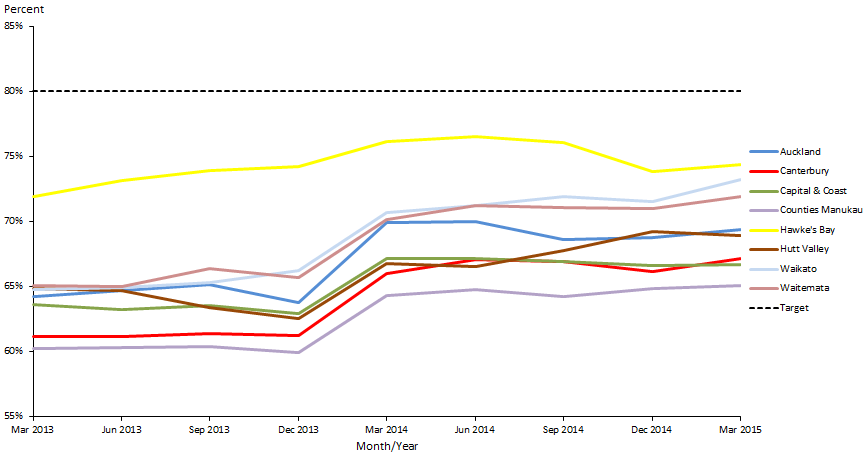 Percent
85%
80%
75%
70%
65%
60%
55%
Mar 2013 Jun 2013 Sep 2013 Dec 2013 Mar 2014 Jun 2014 Sep 2014 Dec 2014 Mar 2015
Month/Year
Auckland
Canterbury
Capital & Coast
Counties Manukau
Hawke's Bay
Hutt Valley
Waikato
Waitemata
Target